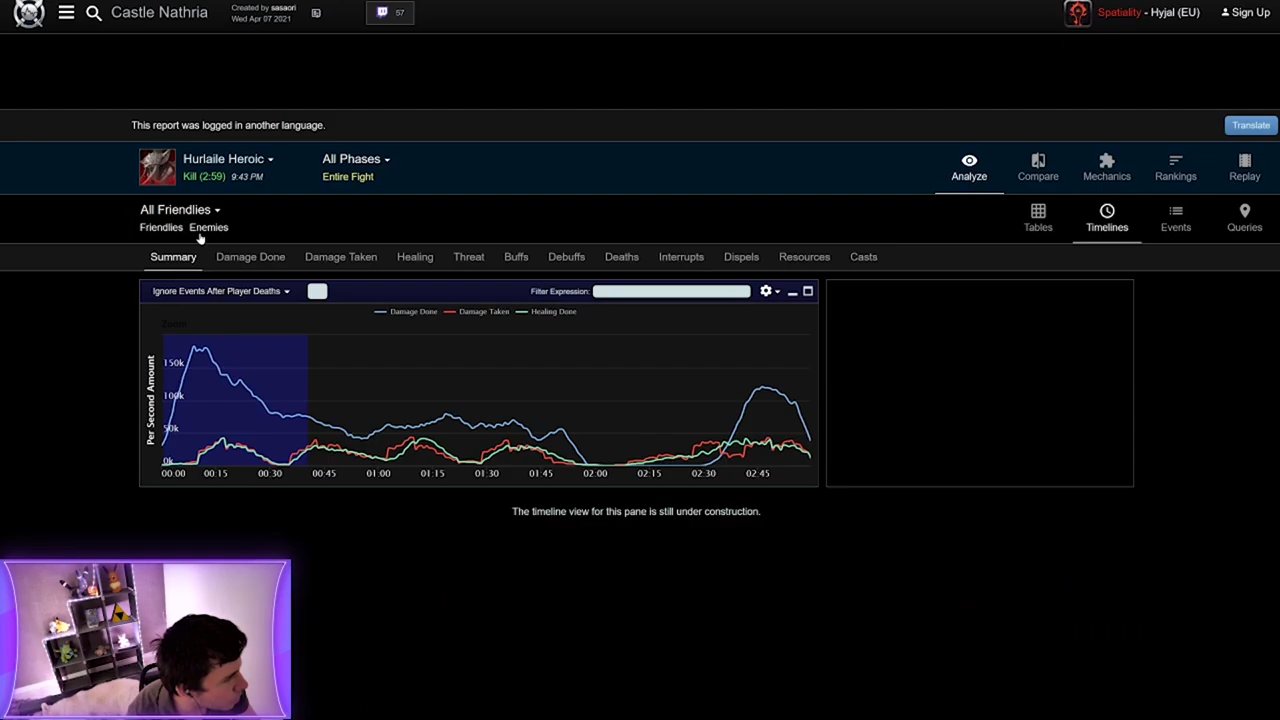 Castle Nathria
Created by sasaori
Wed Apr 07 2021
57
Spatiality - Hyjal (EU)
Sign Up
This report was logged in another language.
Translate
Hurlaile Heroic
Kill (2:59) 9:43 PM
All Phases
Entire Fight
Analyze
Compare
Mechanics
Rankings
Replay
All Friendlies
Friendlies Enemies
Tables
Timelines
Events
Queries
Summary Damage Done Damage Taken Healing Threat Buffs Debuffs Deaths Interrupts Dispels Resources Casts
Ignore Events After Player Deaths
Filter Expression:
Damage Done Damage Taken Healing Done
Zoom
Per Second Amount
150k
100k
50k
0k
00:00 00:15 00:30 00:45 01:00 01:15 01:30 01:45 02:00 02:15 02:30 02:45
The timeline view for this pane is still under construction.